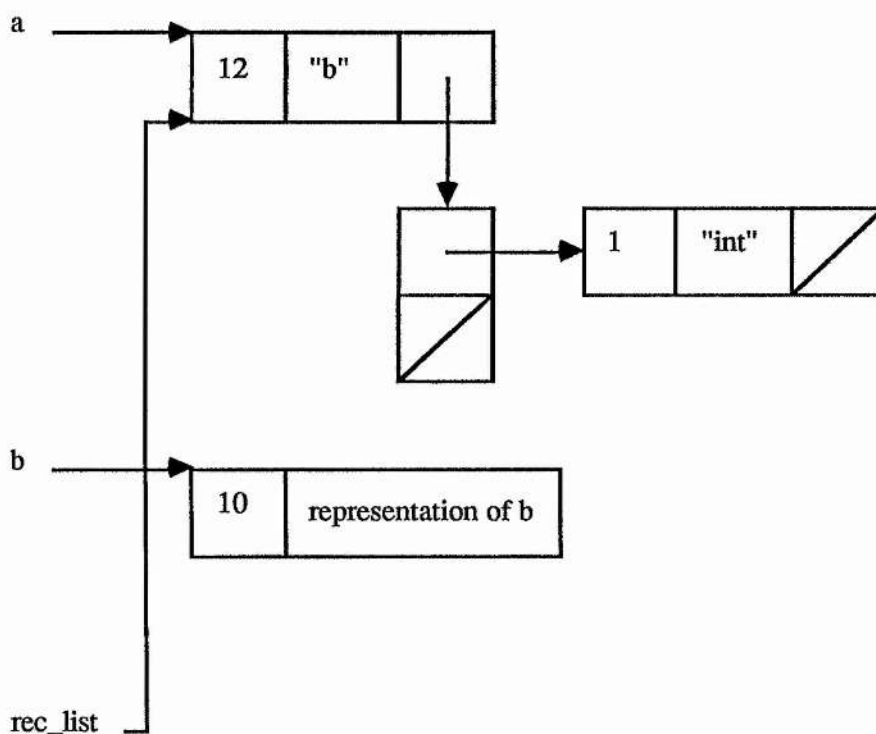 a
12 "b"
1 "int"
b
10 representation of b
rec_list